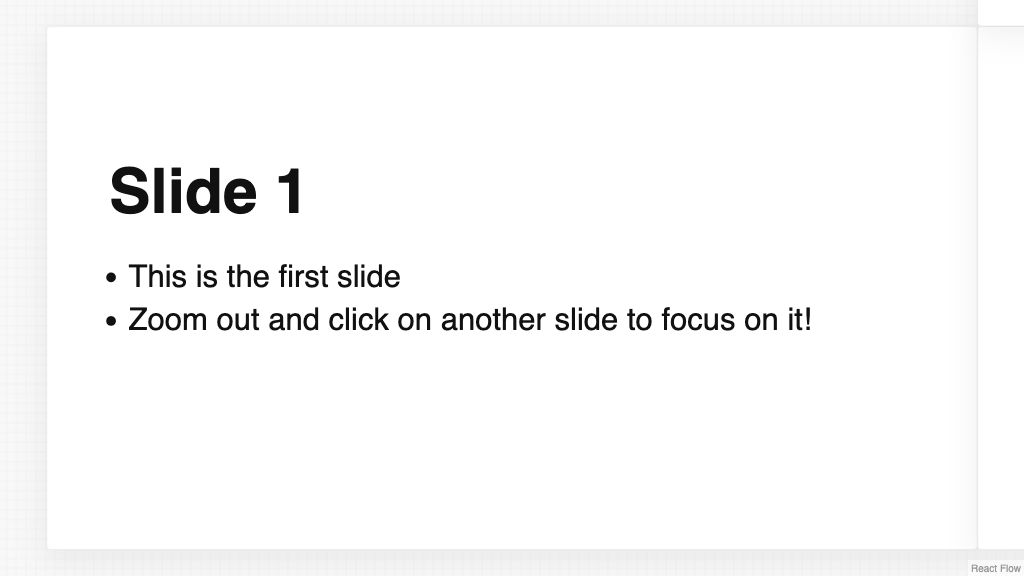 Slide 1
• This is the first slide
• Zoom out and click on another slide to focus on it!
React Flow